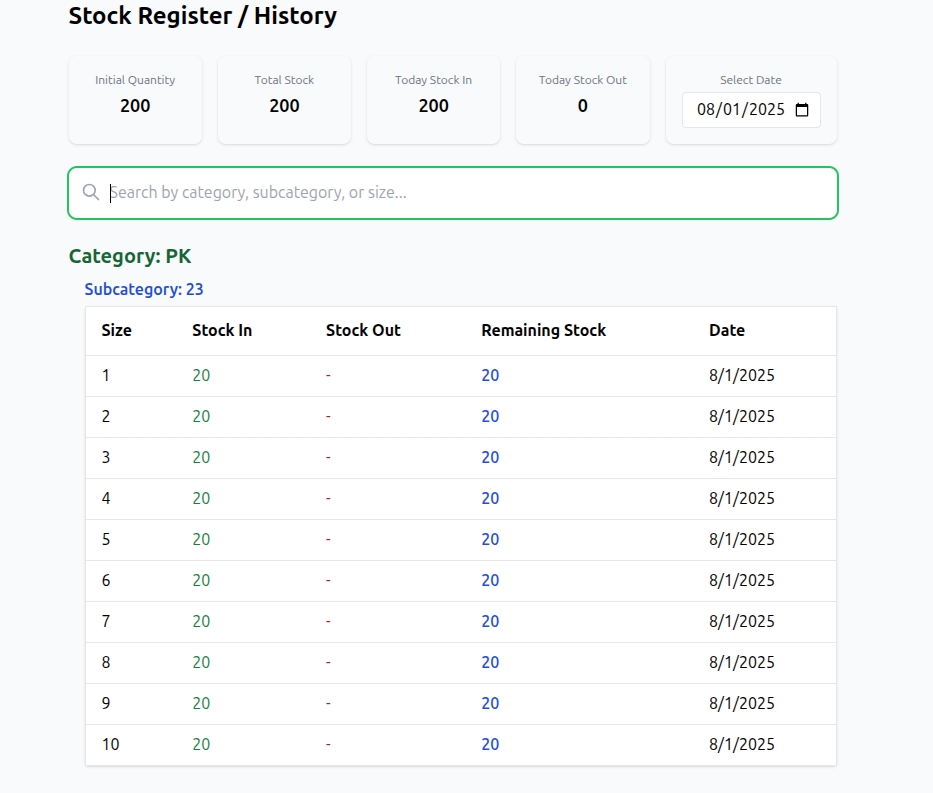 Stock Register / History
Initial Quantity Total Stock Today Stock In Today Stock Out Select Date
200 200 200 0 08/01/2025
Search by category, subcategory, or size...
Category: PK
Subcategory: 23
Size Stock In Stock Out Remaining Stock Date
1 20 - 20 8/1/2025
2 20 - 20 8/1/2025
3 20 - 20 8/1/2025
4 20 - 20 8/1/2025
5 20 - 20 8/1/2025
6 20 - 20 8/1/2025
7 20 - 20 8/1/2025
8 20 - 20 8/1/2025
9 20 - 20 8/1/2025
10 20 - 20 8/1/2025